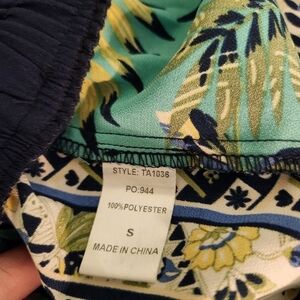 STYLE: TA1036
PO:944
100%POLYESTER
S
MADE IN CHINA